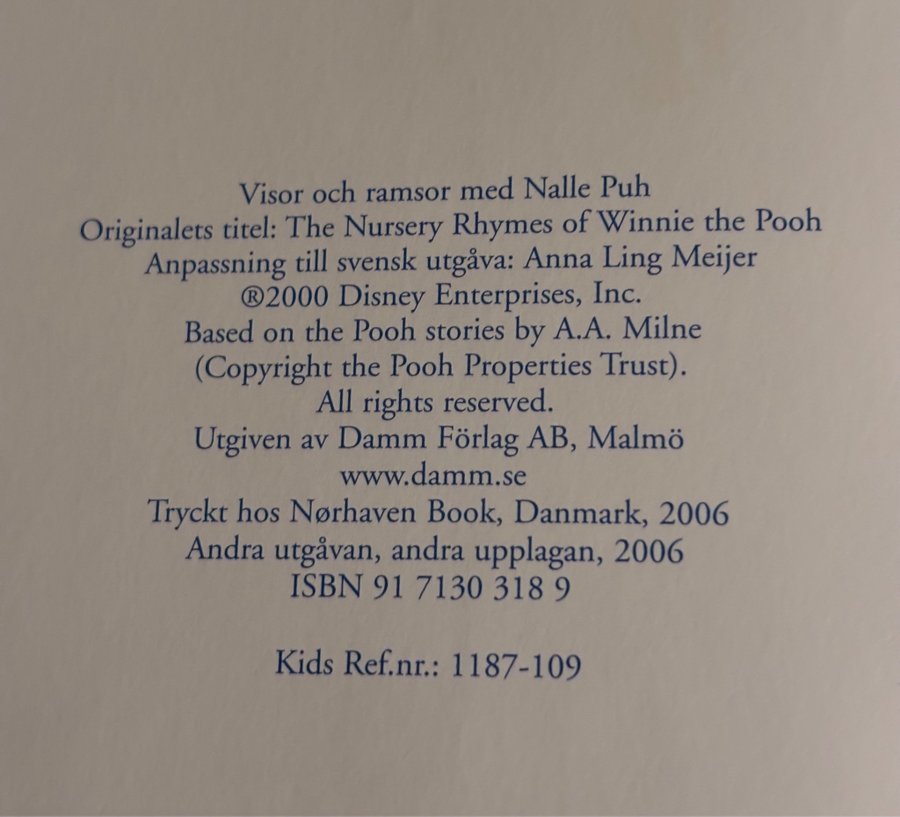 Visor och ramsor med Nalle Puh
Originalets titel: The Nursery Rhymes of Winnie the Pooh
Anpassning till svensk utgåva: Anna Ling Meijer
®2000 Disney Enterprises, Inc.
Based on the Pooh stories by A.A. Milne
(Copyright the Pooh Properties Trust).
All rights reserved.
Utgiven av Damm Förlag AB, Malmö
www.damm.se
Tryckt hos Nørhaven Book, Danmark, 2006
Andra utgåvan, andra upplagan, 2006
ISBN 91 7130 318 9
Kids Ref.nr.: 1187-109